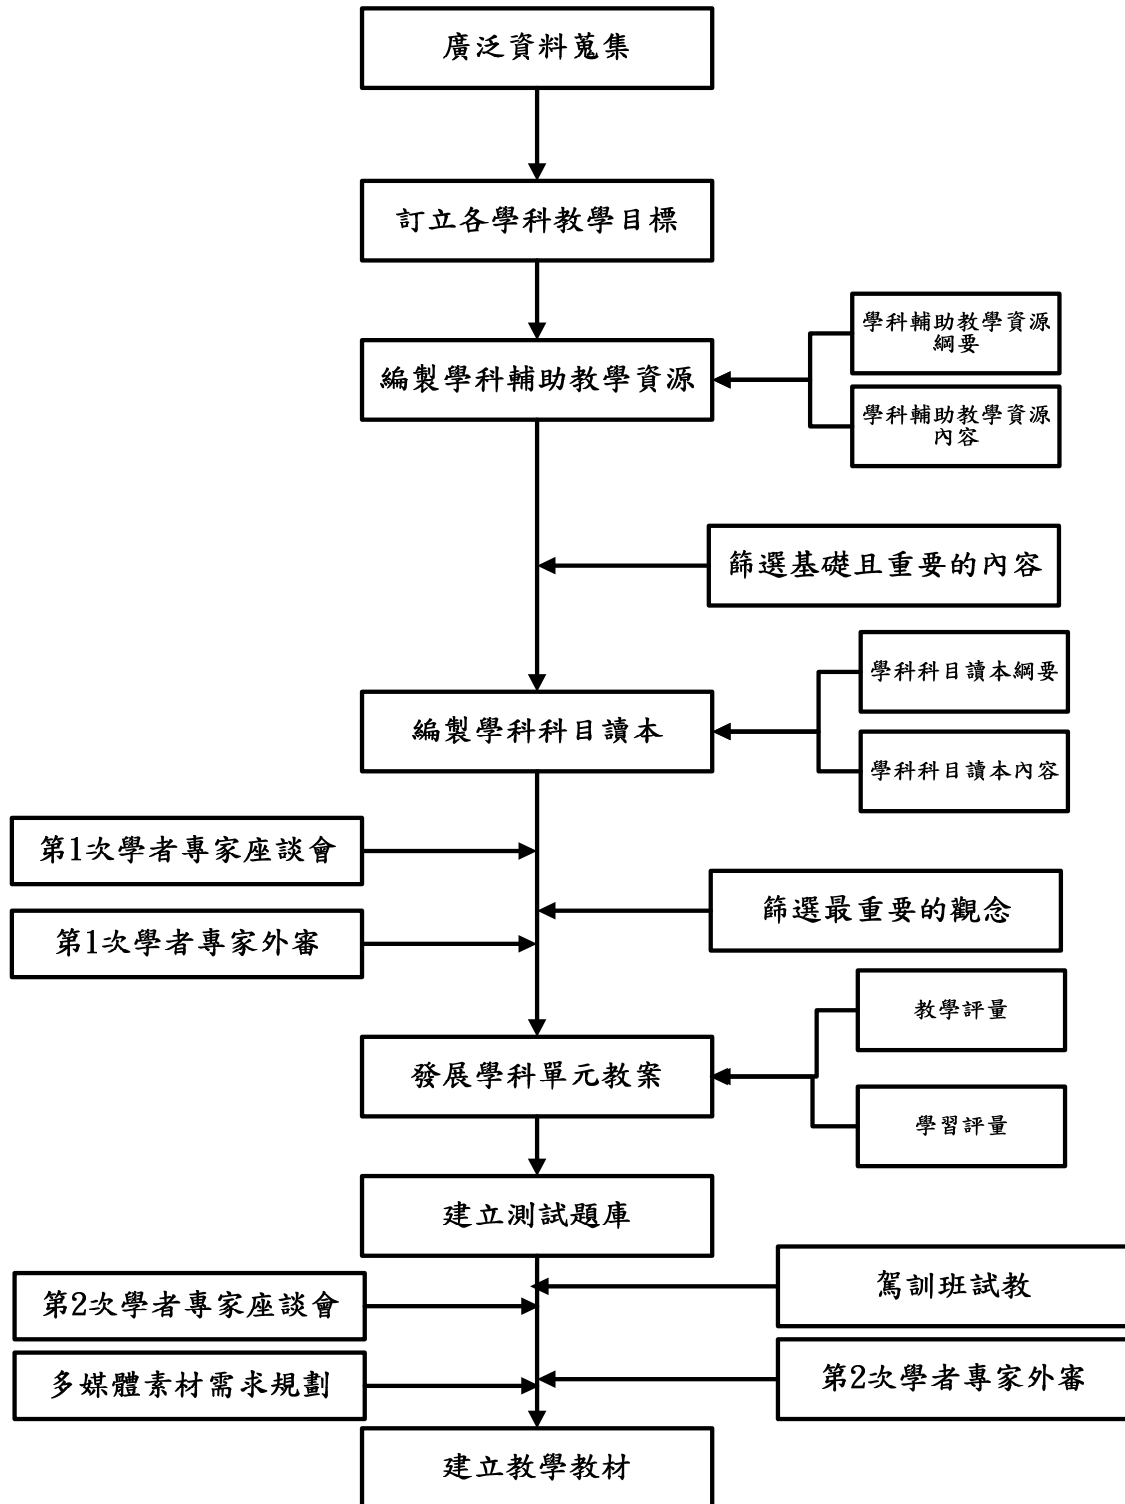 廣泛資料蒐集
訂立各學科教學目標
學科輔助教學資源
綱要
編製學科輔助教學資源
學科輔助教學資源
內容
篩選基礎且重要的內容
學科科目讀本綱要
編製學科科目讀本
學科科目讀本內容
第1次學者專家座談會
篩選最重要的觀念
第1次學者專家外審
教學評量
發展學科單元教案
學習評量
建立測試題庫
駕訓班試教
第2次學者專家座談會
多媒體素材需求規劃
第2次學者專家外審
建立教學教材